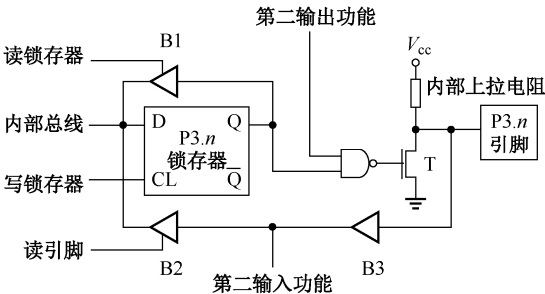 第二输出功能
B1
读锁存器
Vcc
内部上拉电阻
内部总线
D
Q
P3.n
锁存器
P3.n
引脚
T
写锁存器
CL
Q̅
读引脚
B2
第二输入功能
B3